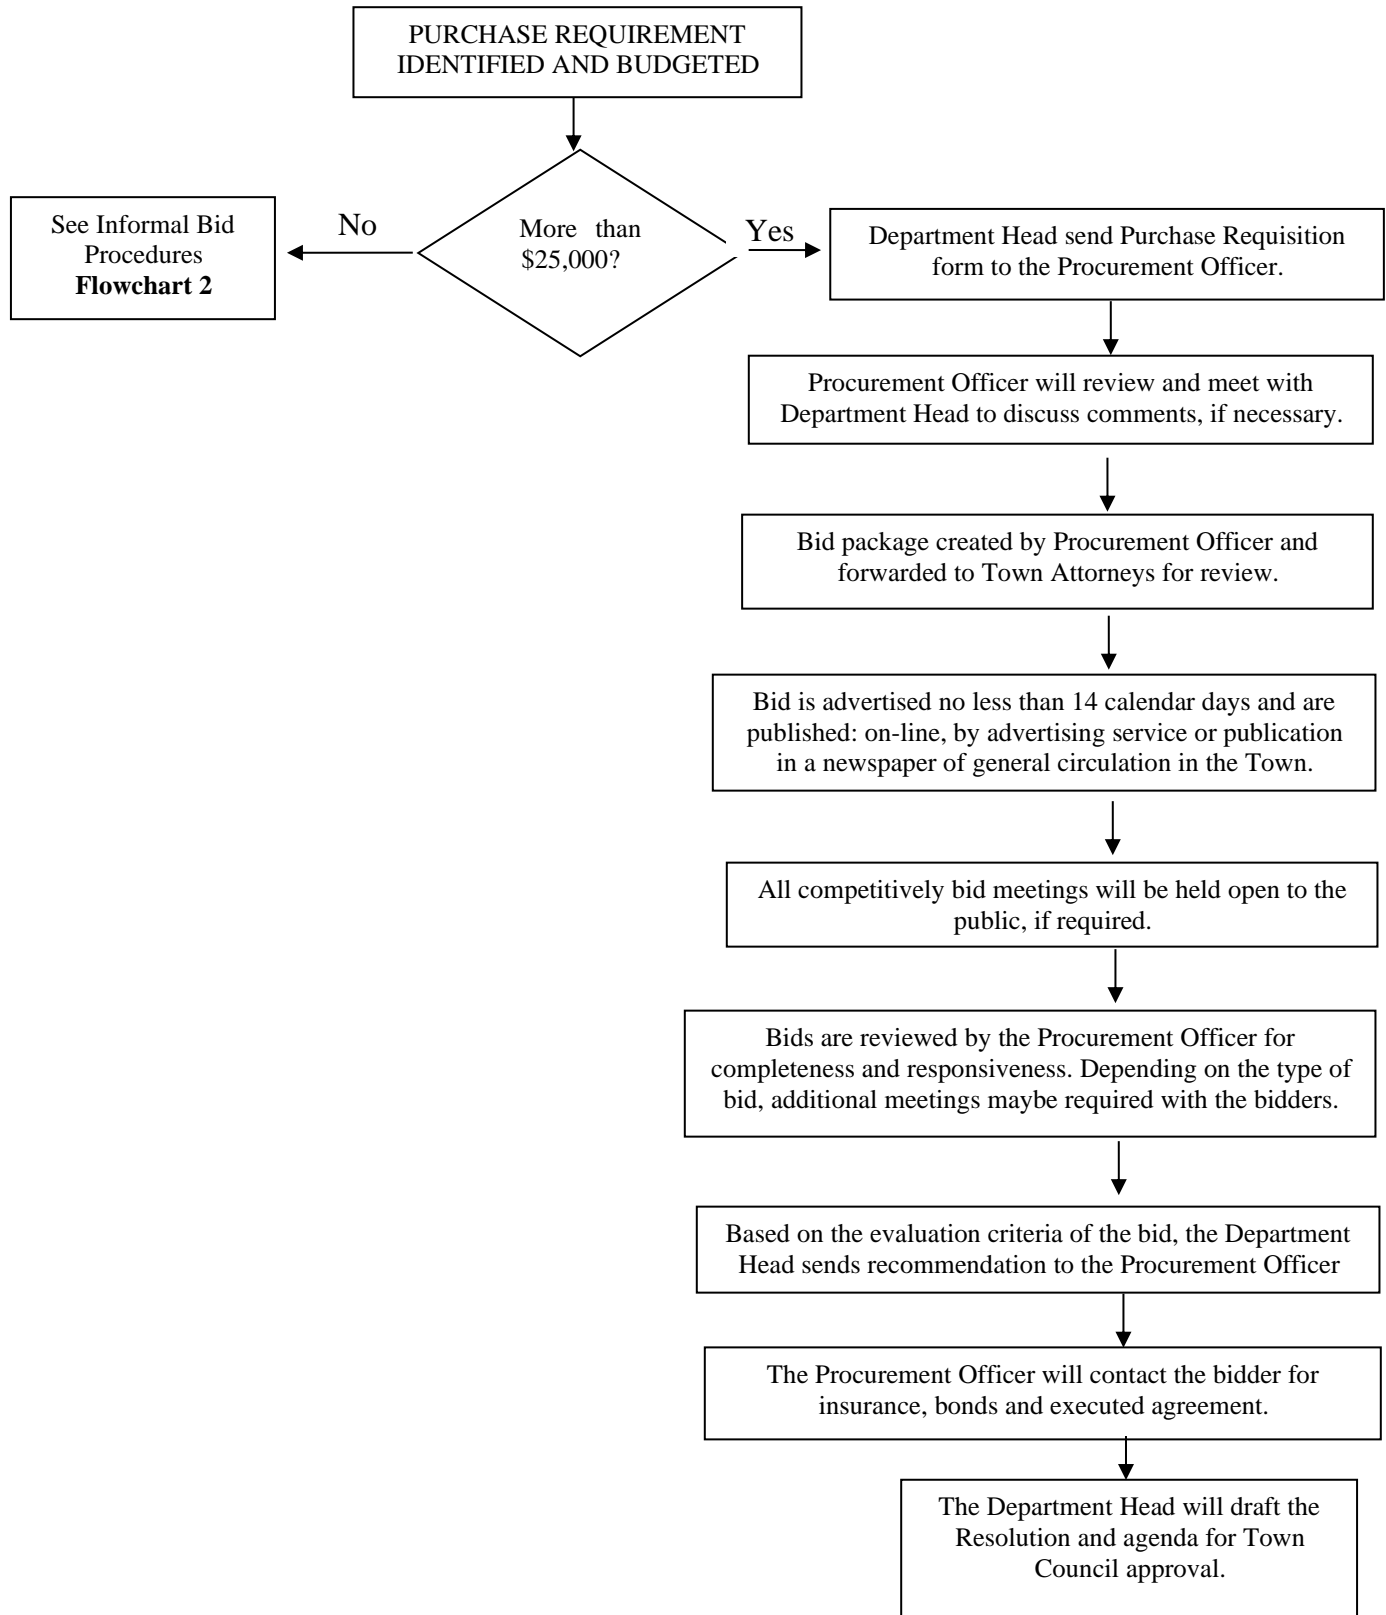 PURCHASE REQUIREMENT
IDENTIFIED AND BUDGETED
More than
$25,000?
No
Yes
See Informal Bid
Procedures
Flowchart 2
Department Head send Purchase Requisition
form to the Procurement Officer.
Procurement Officer will review and meet with
Department Head to discuss comments, if necessary.
Bid package created by Procurement Officer and
forwarded to Town Attorneys for review.
Bid is advertised no less than 14 calendar days and are
published: on-line, by advertising service or publication
in a newspaper of general circulation in the Town.
All competitively bid meetings will be held open to the
public, if required.
Bids are reviewed by the Procurement Officer for
completeness and responsiveness. Depending on the type of
bid, additional meetings maybe required with the bidders.
Based on the evaluation criteria of the bid, the Department
Head sends recommendation to the Procurement Officer
The Procurement Officer will contact the bidder for
insurance, bonds and executed agreement.
The Department Head will draft the
Resolution and agenda for Town
Council approval.